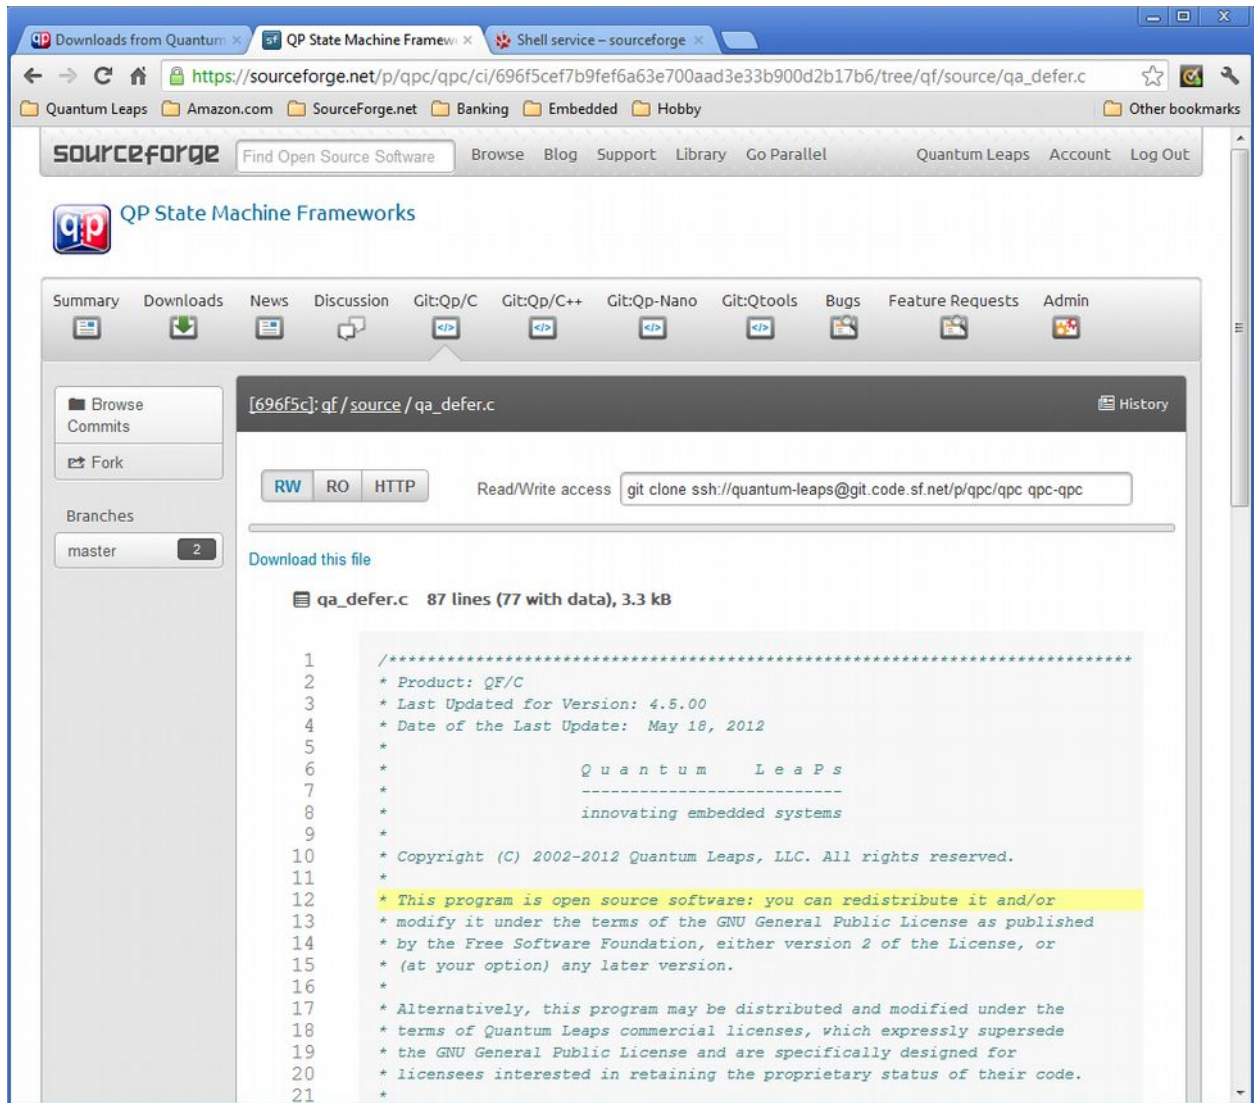 Downloads from Quantum
QP State Machine Framew
Shell service – sourceforge
https://sourceforge.net/p/qpc/qpc/ci/696f5cef7b9fef6a63e700aad3e33b900d2b17b6/tree/qf/source/qa_defer.c
Quantum Leaps Amazon.com SourceForge.net Banking Embedded Hobby Other bookmarks
sourceforge Find Open Source Software Browse Blog Support Library Go Parallel Quantum Leaps Account Log Out
qp QP State Machine Frameworks
Summary Downloads News Discussion Git:Qp/C Git:Qp/C++ Git:Qp-Nano Git:Qtools Bugs Feature Requests Admin
Browse
Commits
Fork
Branches
master 2
[696f5c]: qf / source / qa_defer.c History
RW RO HTTP Read/Write access git clone ssh://quantum-leaps@git.code.sf.net/p/qpc/qpc qpc-qpc
Download this file
qa_defer.c 87 lines (77 with data), 3.3 kB
1 /*****************************************************************************
2 * Product: QF/C
3 * Last Updated for Version: 4.5.00
4 * Date of the Last Update:  May 18, 2012
5 *
6 *                    Q u a n t u m     L e a P s
7 *                    ---------------------------
8 *                    innovating embedded systems
9 *
10 * Copyright (C) 2002-2012 Quantum Leaps, LLC. All rights reserved.
11 *
12 * This program is open source software: you can redistribute it and/or
13 * modify it under the terms of the GNU General Public License as published
14 * by the Free Software Foundation, either version 2 of the License, or
15 * (at your option) any later version.
16 *
17 * Alternatively, this program may be distributed and modified under the
18 * terms of Quantum Leaps commercial licenses, which expressly supersede
19 * the GNU General Public License and are specifically designed for
20 * licensees interested in retaining the proprietary status of their code.
21 *